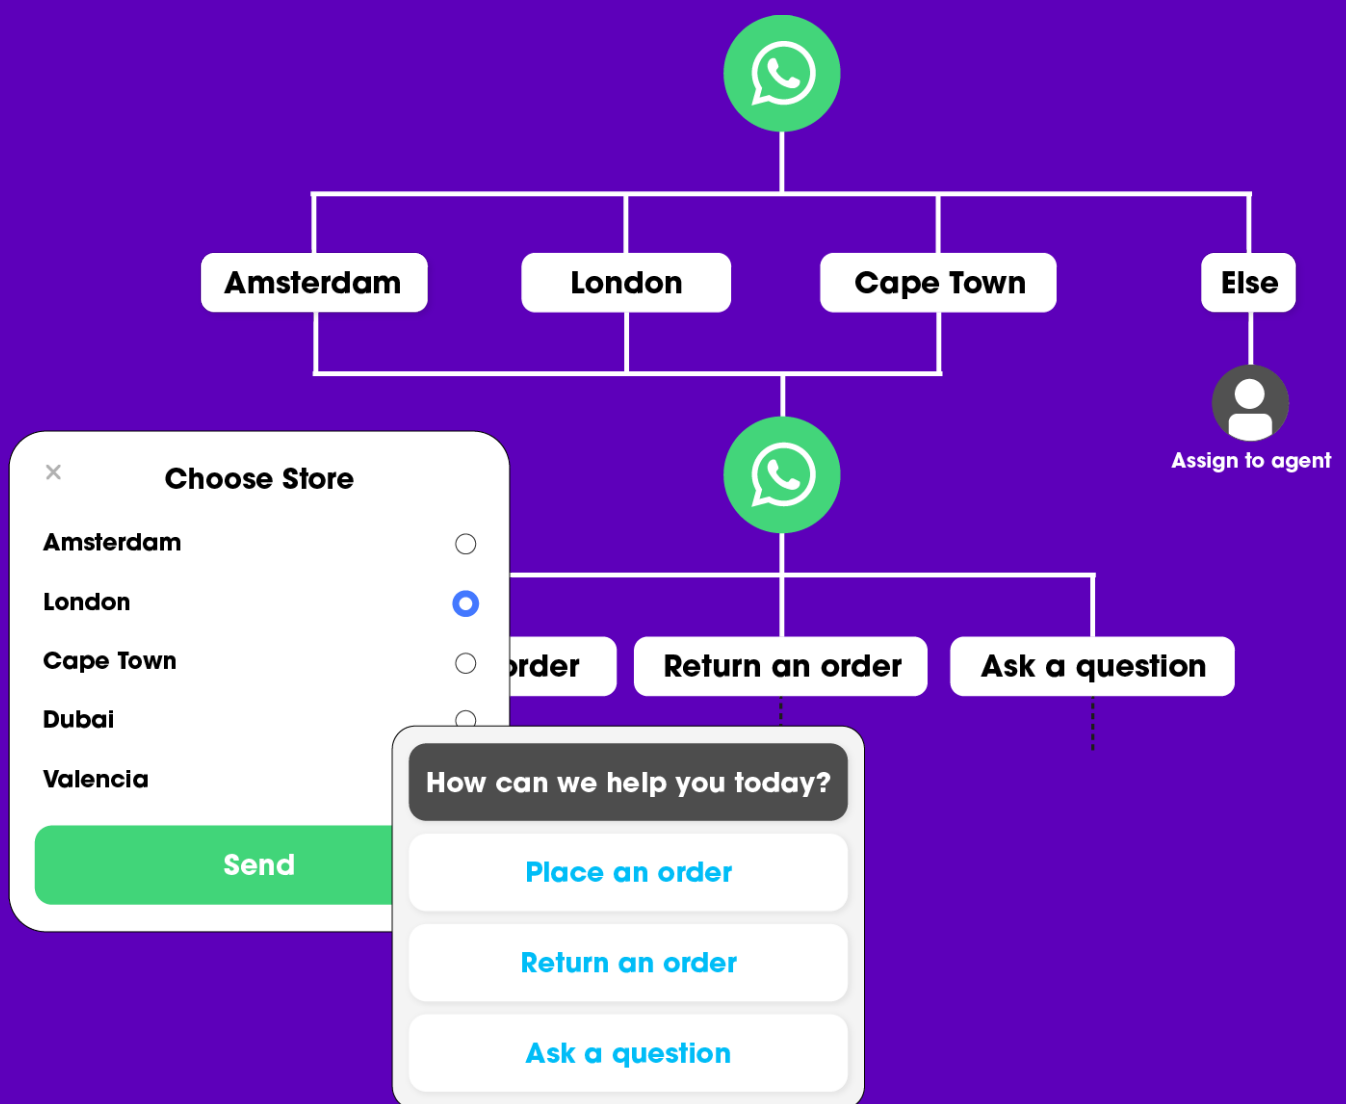 Amsterdam
London
Cape Town
Else
Assign to agent
Choose Store
Amsterdam
London
Cape Town
Dubai
Valencia
Send
order
Return an order
Ask a question
How can we help you today?
Place an order
Return an order
Ask a question